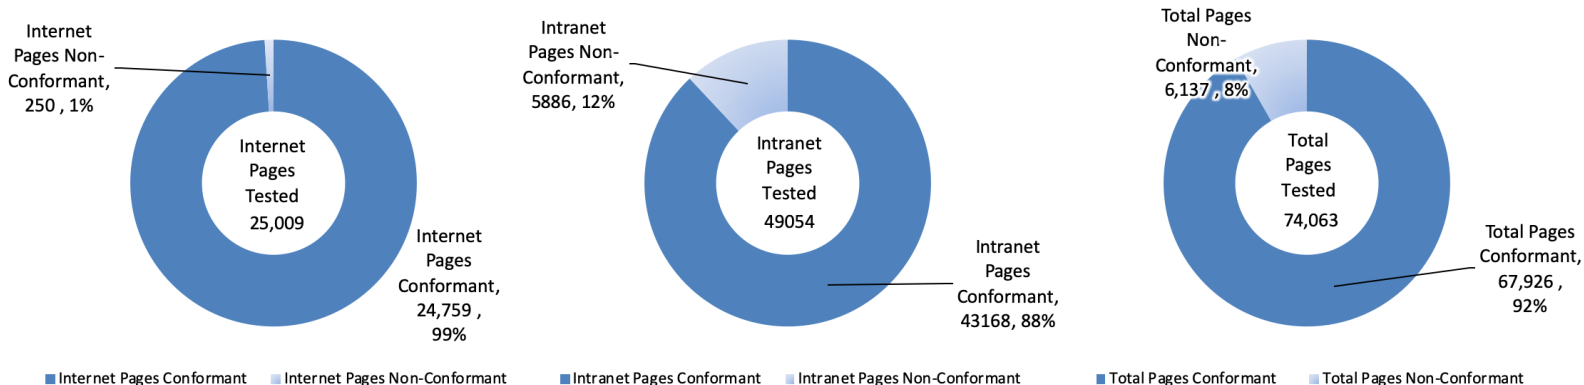 Internet
Pages Non-
Conformant,
250 , 1%
Internet
Pages
Tested
25,009
Internet
Pages
Conformant,
24,759 ,
99%
Internet Pages Conformant
Internet Pages Non-Conformant
Intranet
Pages Non-
Conformant,
5886, 12%
Intranet
Pages
Tested
49054
Intranet
Pages
Conformant,
43168, 88%
Intranet Pages Conformant
Intranet Pages Non-Conformant
Total Pages
Non-
Conformant,
6,137 , 8%
Total
Pages
Tested
74,063
Total Pages
Conformant,
67,926 ,
92%
Total Pages Conformant
Total Pages Non-Conformant